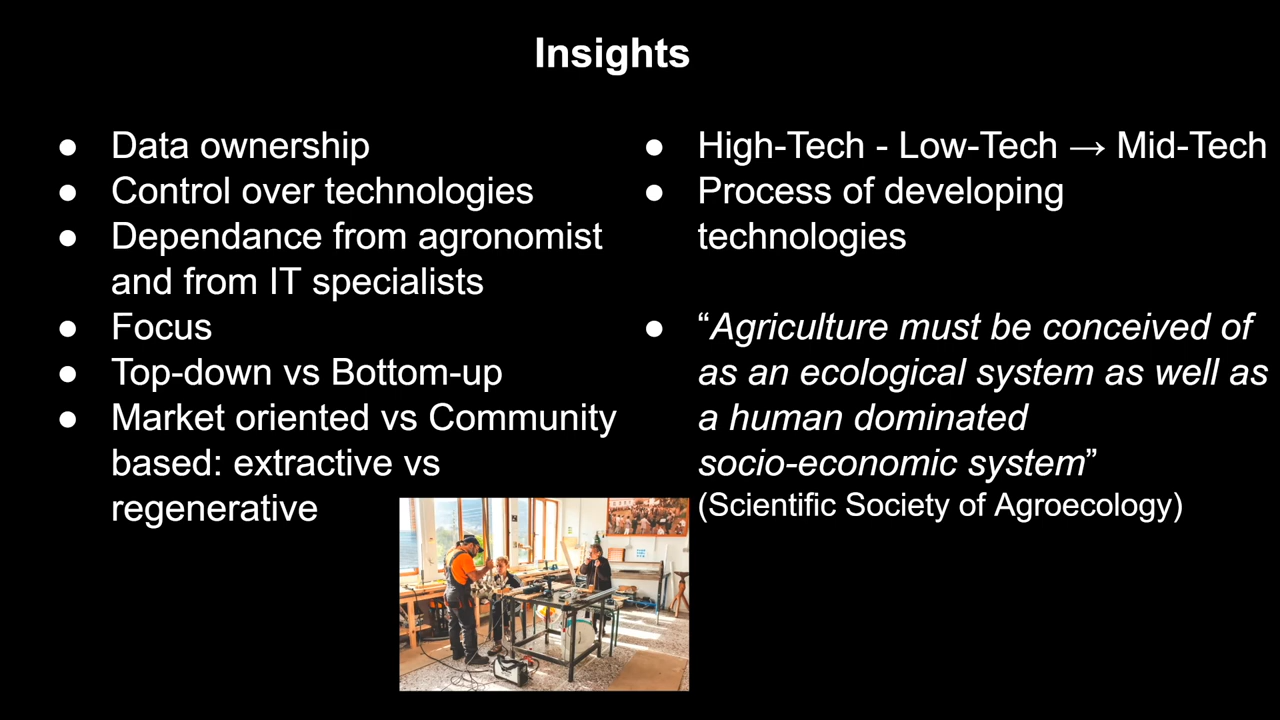 Insights
● Data ownership
● Control over technologies
● Dependance from agronomist
and from IT specialists
● Focus
● Top-down vs Bottom-up
● Market oriented vs Community
based: extractive vs
regenerative
● High-Tech - Low-Tech → Mid-Tech
● Process of developing
technologies
● “Agriculture must be conceived of
as an ecological system as well as
a human dominated
socio-economic system”
(Scientific Society of Agroecology)